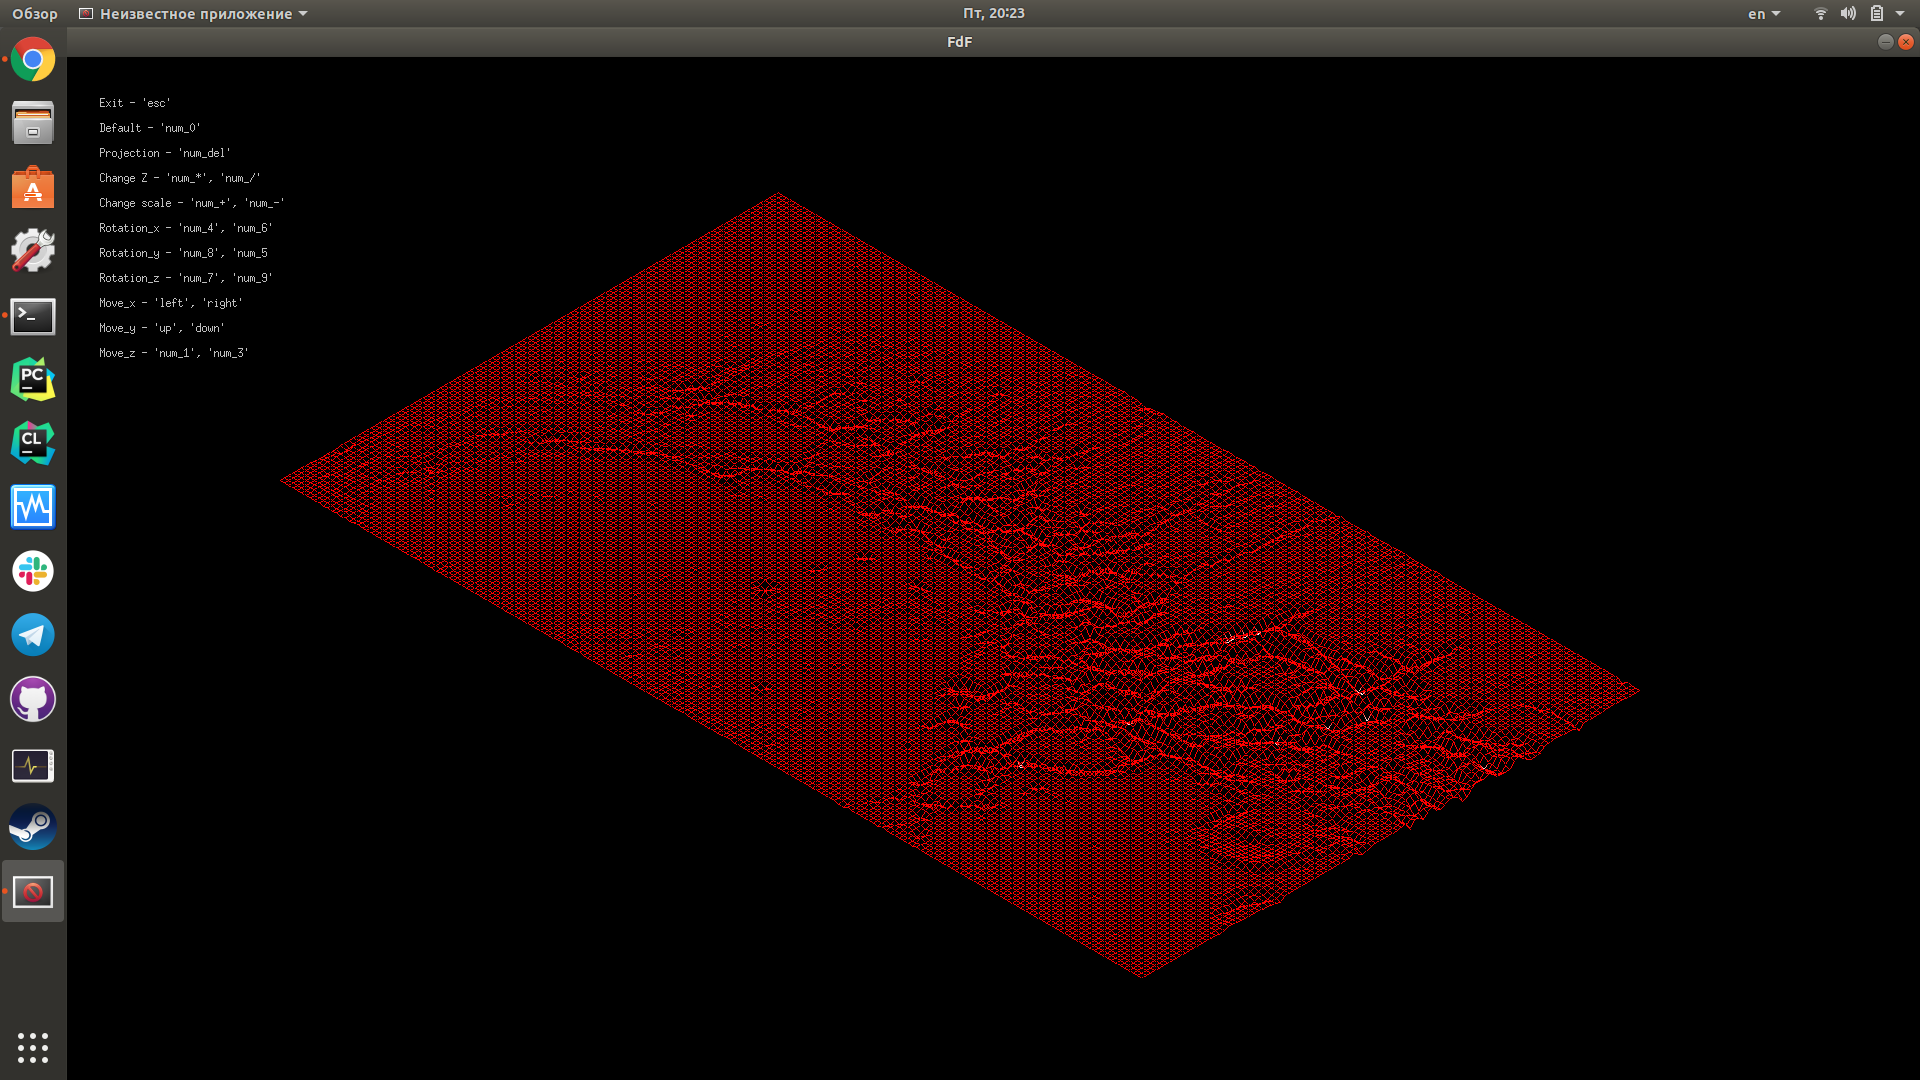 Обзор
Неизвестное приложение
Пт, 20:23
en
FdF
Exit - 'esc'
Default - 'num_0'
Projection - 'num_del'
Change Z - 'num_*', 'num_/'
Change scale - 'num_+', 'num_-'
Rotation_x - 'num_4', 'num_6'
Rotation_y - 'num_8', 'num_5
Rotation_z - 'num_7', 'num_9'
Move_x - 'left', 'right'
Move_y - 'up', 'down'
Move_z - 'num_1', 'num_3'
PC
CL